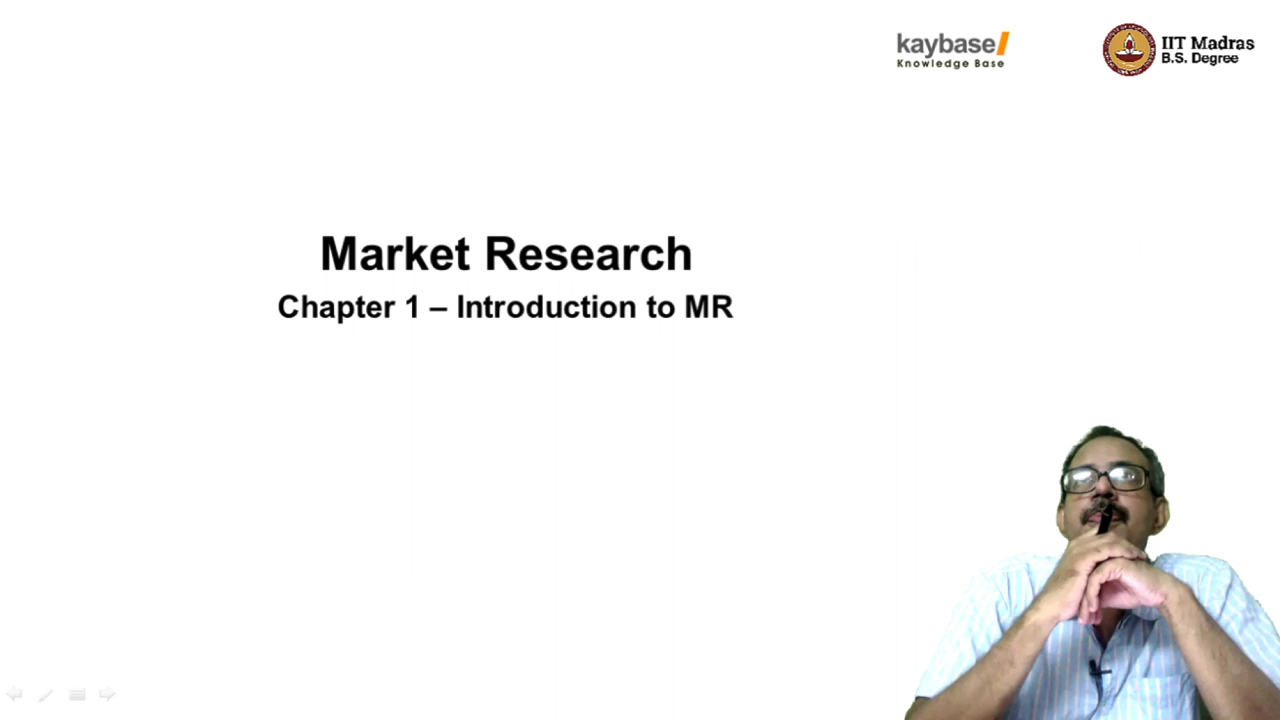 kaybase
Knowledge Base
IIT Madras
B.S. Degree
Market Research
Chapter 1 – Introduction to MR